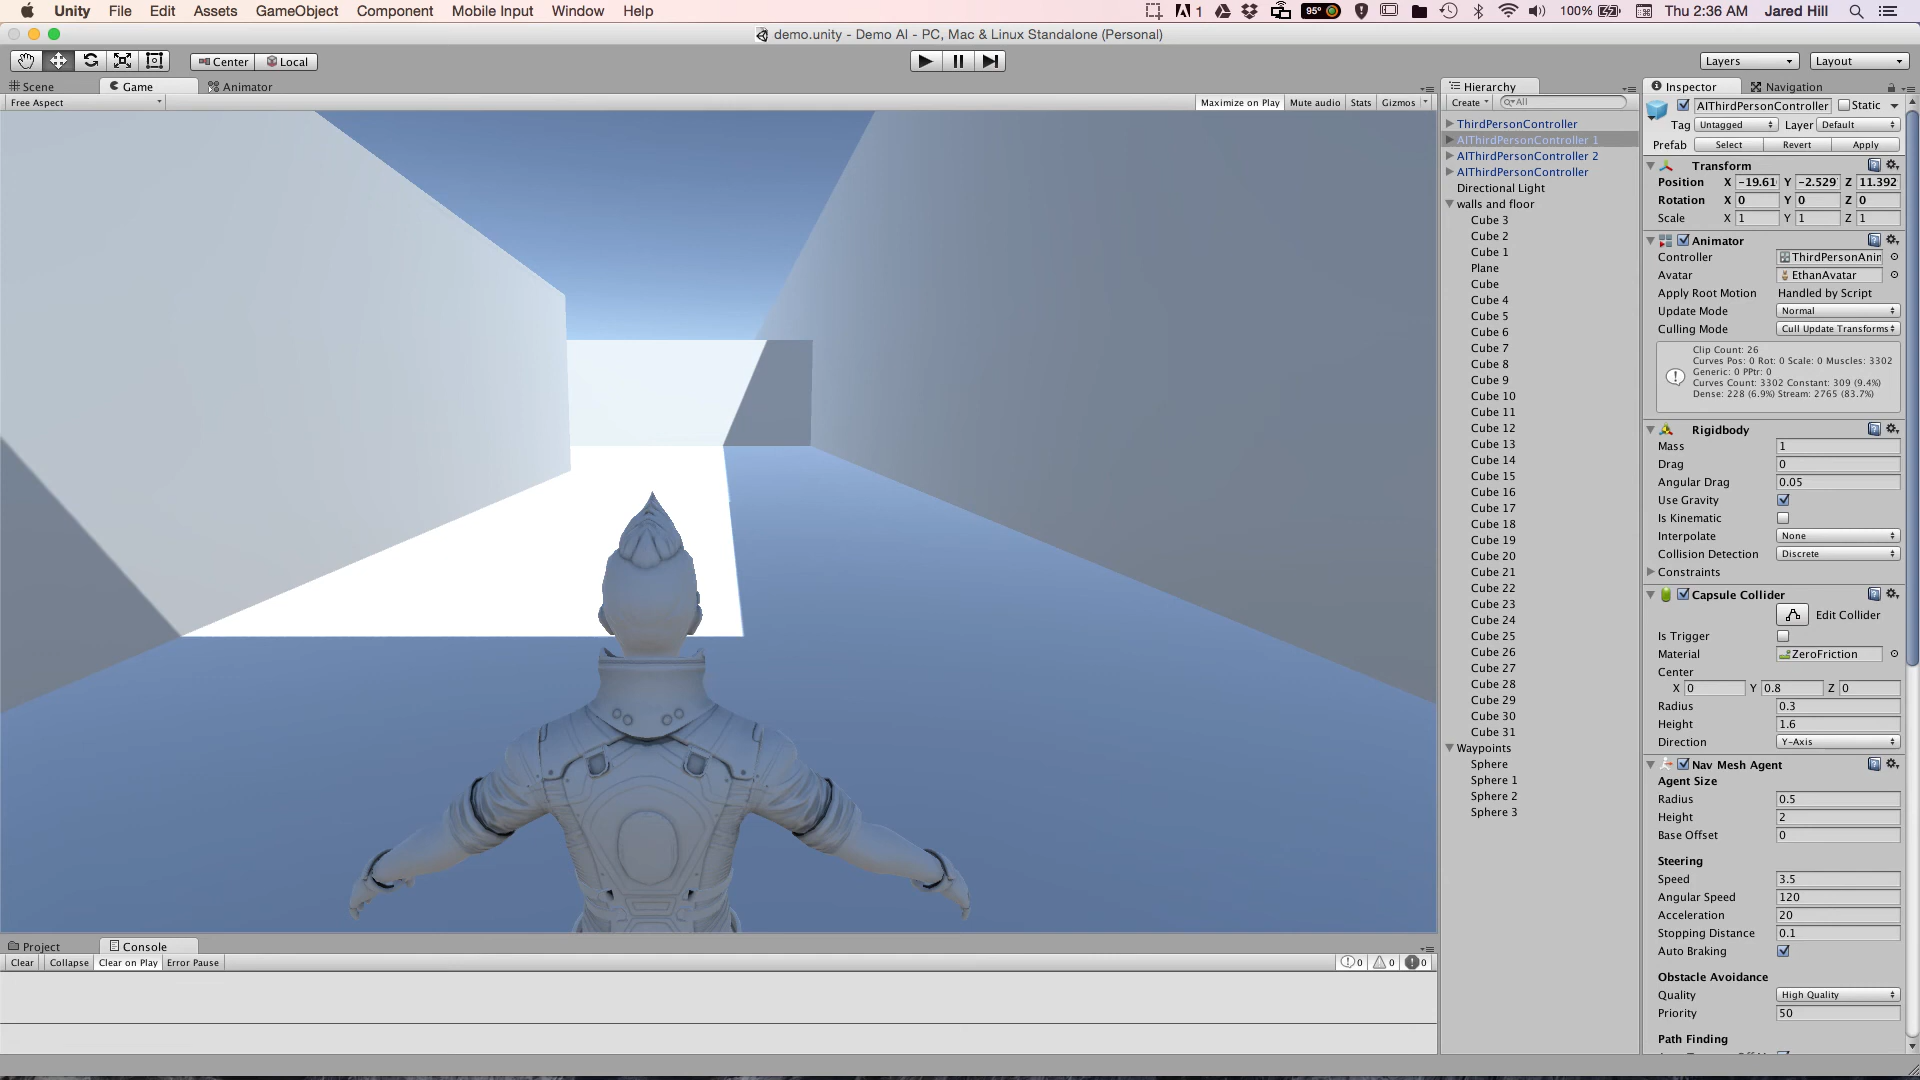 Unity File Edit Assets GameObject Component Mobile Input Window Help 1 95° 100% Thu 2:36 AM Jared Hill
demo.unity - Demo AI - PC, Mac & Linux Standalone (Personal)
Center Local Layers Layout
Scene Game Animator
Free Aspect Maximize on Play Mute audio Stats Gizmos
Hierarchy
Create All
ThirdPersonController
AIThirdPersonController 1
AIThirdPersonController 2
AIThirdPersonController
Directional Light
walls and floor
Cube 3
Cube 2
Cube 1
Plane
Cube
Cube 4
Cube 5
Cube 6
Cube 7
Cube 8
Cube 9
Cube 10
Cube 11
Cube 12
Cube 13
Cube 14
Cube 15
Cube 16
Cube 17
Cube 18
Cube 19
Cube 20
Cube 21
Cube 22
Cube 23
Cube 24
Cube 25
Cube 26
Cube 27
Cube 28
Cube 29
Cube 30
Cube 31
Waypoints
Sphere
Sphere 1
Sphere 2
Sphere 3
Inspector Navigation
AIThirdPersonController Static
Tag Untagged Layer Default
Prefab Select Revert Apply
Transform
Position X -19.61 Y -2.529 Z 11.392
Rotation X 0 Y 0 Z 0
Scale X 1 Y 1 Z 1
Animator
Controller ThirdPersonAnin
Avatar EthanAvatar
Apply Root Motion Handled by Script
Update Mode Normal
Culling Mode Cull Update Transforms
Clip Count: 26
Curves Pos: 0 Rot: 0 Scale: 0 Muscles: 3302
Generic: 0 PPtr: 0
Curves Count: 3302 Constant: 309 (9.4%)
Dense: 228 (6.9%) Stream: 2765 (83.7%)
Rigidbody
Mass 1
Drag 0
Angular Drag 0.05
Use Gravity
Is Kinematic
Interpolate None
Collision Detection Discrete
Constraints
Capsule Collider
Edit Collider
Is Trigger
Material ZeroFriction
Center
X 0 Y 0.8 Z 0
Radius 0.3
Height 1.6
Direction Y-Axis
Nav Mesh Agent
Agent Size
Radius 0.5
Height 2
Base Offset 0
Steering
Speed 3.5
Angular Speed 120
Acceleration 20
Stopping Distance 0.1
Auto Braking
Obstacle Avoidance
Quality High Quality
Priority 50
Path Finding
Project Console
Clear Collapse Clear on Play Error Pause 0 0 0